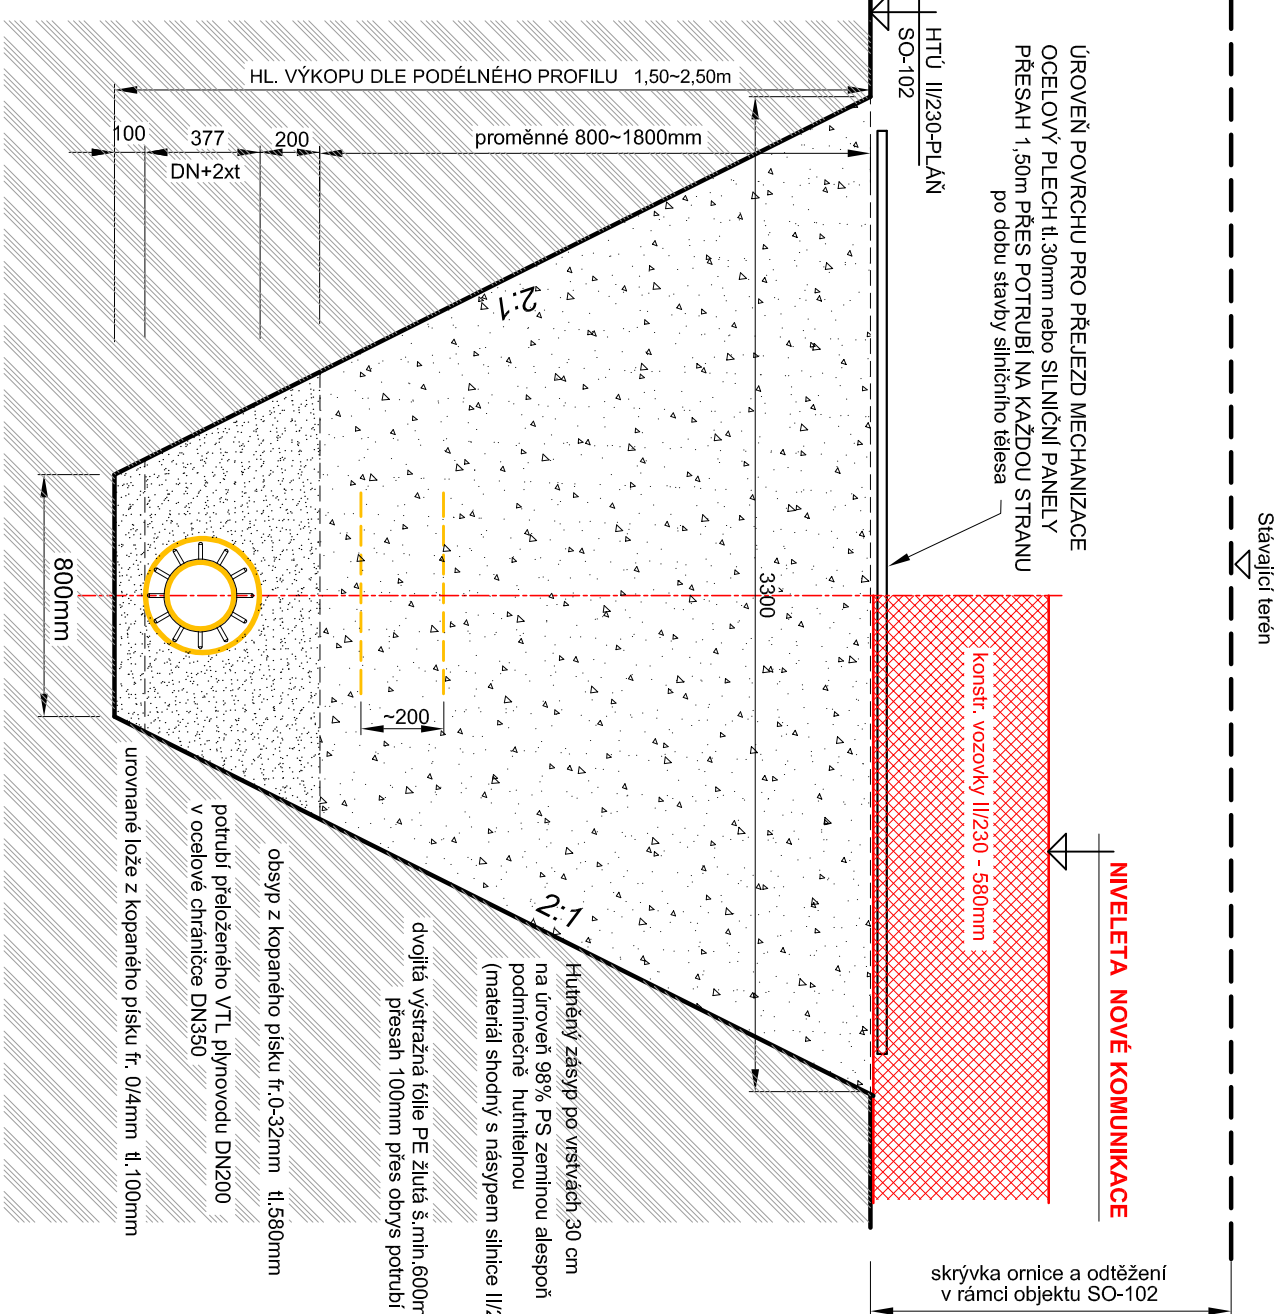 Stávající terén
ÚROVEŇ POVRCHU PRO PŘEJEZD MECHANIZACE
OCELOVÝ PLECH tl.30mm nebo SILNIČNÍ PANELY
PŘESAH 1,50m PŘES POTRUBÍ NA KAŽDOU STRANU
po dobu stavby silničního tělesa
HTÚ II/230-PLÁŇ
SO-102
NIVELETA NOVÉ KOMUNIKACE
konstr. vozovky II/230 - 580mm
skrývka ornice a odtěžení
v rámci objektu SO-102
HL. VÝKOPU DLE PODÉLNÉHO PROFILU 1,50~2,50m
100
377
200
DN+2xt
proměnné 800~1800mm
3300
2:1
2:1
~200
800mm
Hutněný zásyp po vrstvách 30 cm
na úroveň 98% PS zeminou alespoň
podmínečně hutnitelnou
(materiál shodný s násypem silnice
dvojitá výstražná fólie PE žlutá
přesah 100mm přes obrys potrubí
obsyp z kopaného písku fr.0-32mm tl.580mm
potrubí přeloženého VTL plynovodu DN200
v ocelové chráničce DN350
urovnané lože z kopaného písku fr. 0/4mm tl.100mm